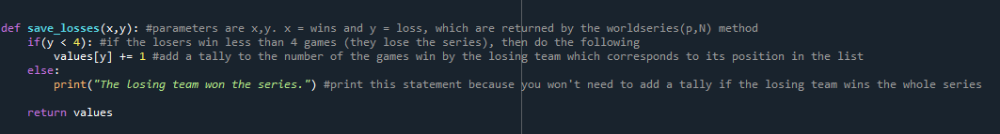 def save_losses(x,y): #parameters are x,y. x = wins and y = loss, which are returned by the worldseries(p,N) method
    if(y < 4): #if the losers win less than 4 games (they lose the series), then do the following
        values[y] += 1 #add a tally to the number of the games win by the losing team which corresponds to its position in the list
    else:
        print("The losing team won the series.") #print this statement because you won't need to add a tally if the losing team wins the whole series
    return values